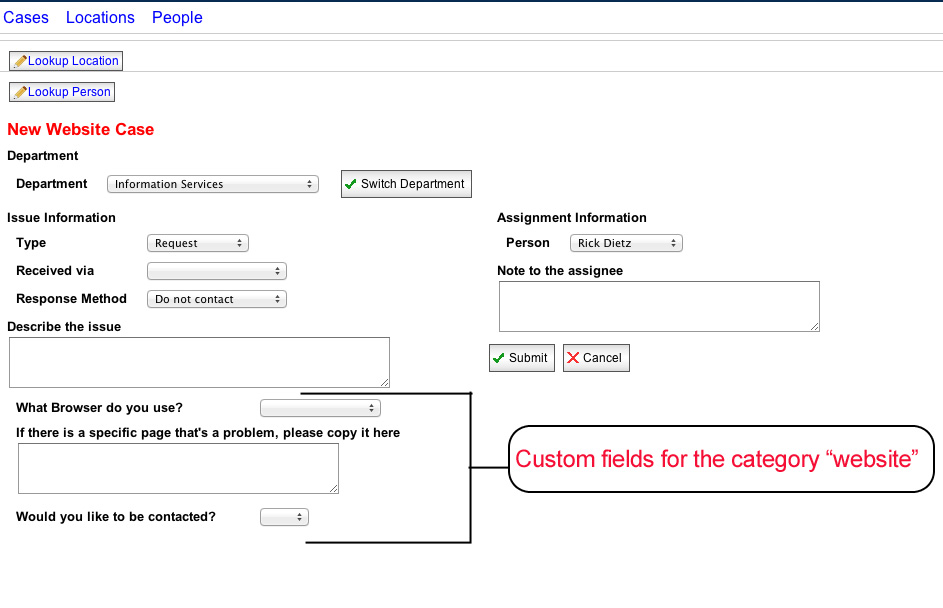 Cases Locations People
Lookup Location
Lookup Person
New Website Case
Department
Department Information Services Switch Department
Issue Information
Type Request
Received via
Response Method Do not contact
Describe the issue
Assignment Information
Person Rick Dietz
Note to the assignee
Submit Cancel
What Browser do you use?
If there is a specific page that's a problem, please copy it here
Would you like to be contacted?
Custom fields for the category “website”